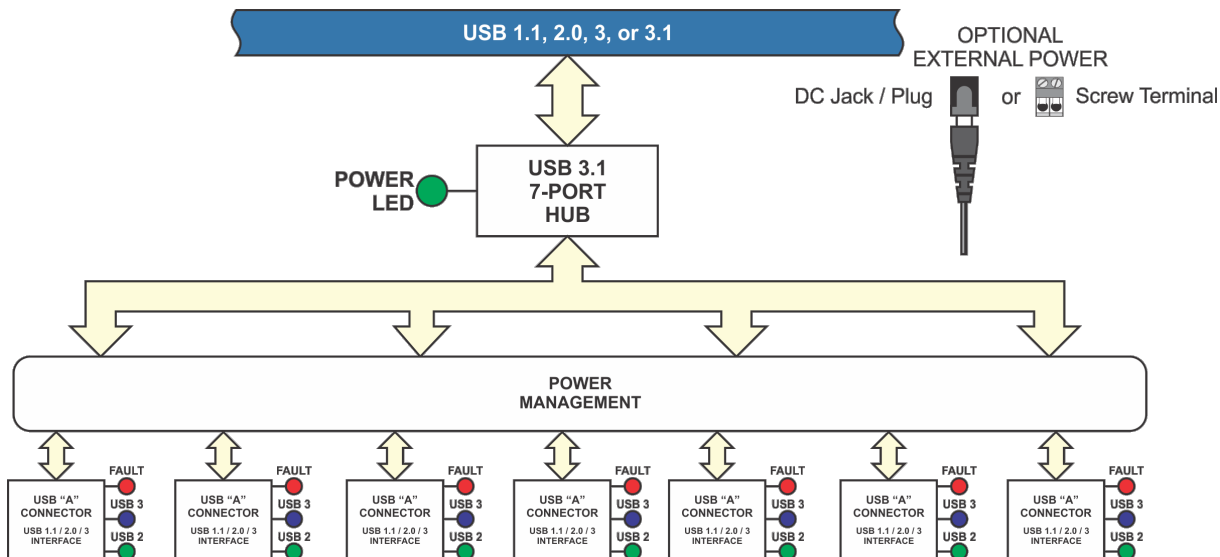 USB 1.1, 2.0, 3, or 3.1
OPTIONAL
EXTERNAL POWER
DC Jack / Plug or Screw Terminal
POWER
LED
USB 3.1
7-PORT
HUB
POWER
MANAGEMENT
FAULT
USB 3
USB 2
USB “A”
CONNECTOR
USB 1.1 / 2.0 / 3
INTERFACE
FAULT
USB 3
USB 2
USB “A”
CONNECTOR
USB 1.1 / 2.0 / 3
INTERFACE
FAULT
USB 3
USB 2
USB “A”
CONNECTOR
USB 1.1 / 2.0 / 3
INTERFACE
FAULT
USB 3
USB 2
USB “A”
CONNECTOR
USB 1.1 / 2.0 / 3
INTERFACE
FAULT
USB 3
USB 2
USB “A”
CONNECTOR
USB 1.1 / 2.0 / 3
INTERFACE
FAULT
USB 3
USB 2
USB “A”
CONNECTOR
USB 1.1 / 2.0 / 3
INTERFACE
FAULT
USB 3
USB 2
USB “A”
CONNECTOR
USB 1.1 / 2.0 / 3
INTERFACE